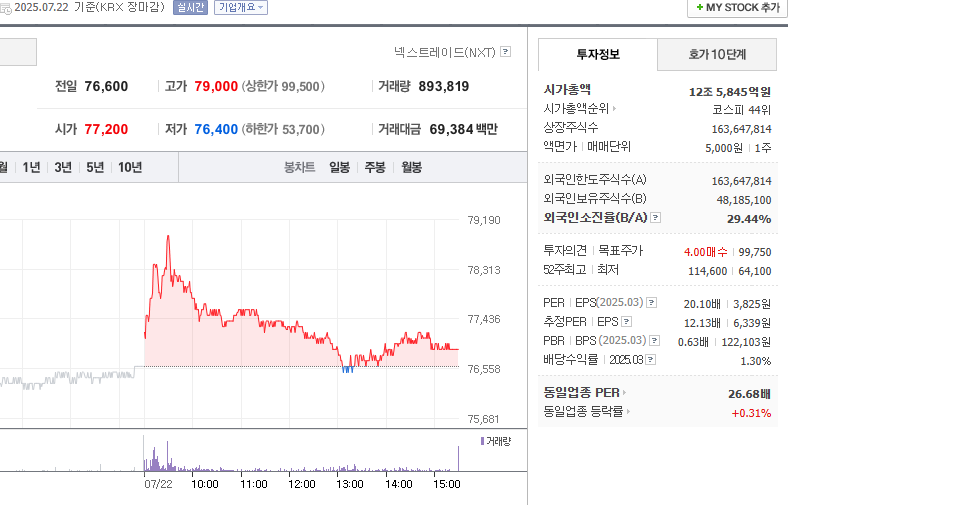 2025.07.22 기준(KRX 장마감) 실시간 기업개요
+ MY STOCK 추가
넥스트레이드(NXT) ?
전일 76,600 고가 79,000 (상한가 99,500) 거래량 893,819
시가 77,200 저가 76,400 (하한가 53,700) 거래대금 69,384 백만
월 1년 3년 5년 10년 봉차트 일봉 주봉 월봉
79,190
78,313
77,436
76,558
75,681
거래량
07/22 10:00 11:00 12:00 13:00 14:00 15:00
투자정보 호가 10단계
시가총액 12조 5,845억원
시가총액순위 코스피 44위
상장주식수 163,647,814
액면가 매매단위 5,000원 1주
외국인한도주식수(A) 163,647,814
외국인보유주식수(B) 48,185,100
외국인소진율(B/A) ? 29.44%
투자의견 목표주가 4.00매수 99,750
52주최고 최저 114,600 64,100
PER EPS(2025.03) ? 20.10배 3,825원
추정PER EPS ? 12.13배 6,339원
PBR BPS (2025.03) ? 0.63배 122,103원
배당수익률 2025.03 ? 1.30%
동일업종 PER 26.68배
동일업종 등락률 +0.31%